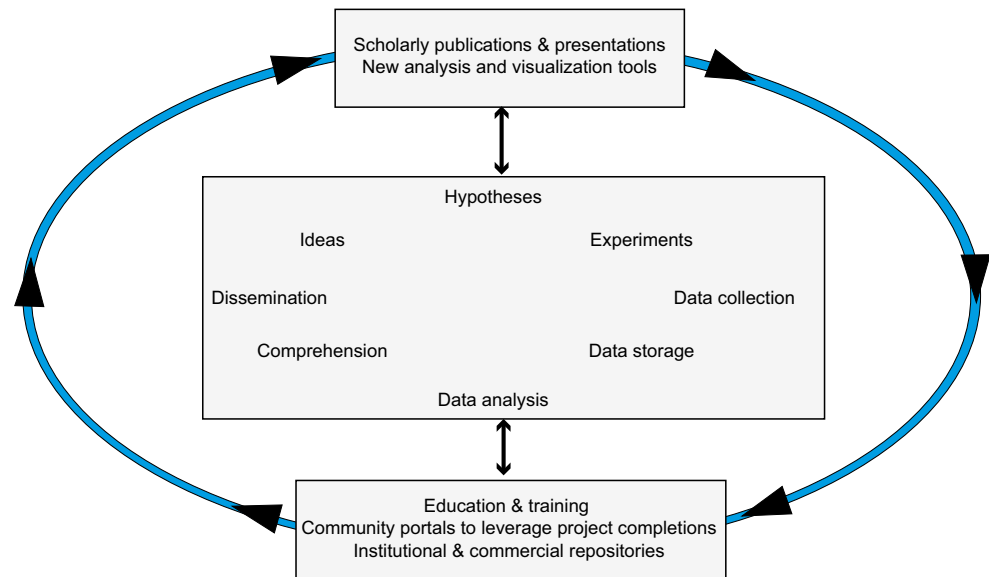 Scholarly publications & presentations
New analysis and visualization tools
Hypotheses
Ideas
Experiments
Dissemination
Data collection
Comprehension
Data storage
Data analysis
Education & training
Community portals to leverage project completions
Institutional & commercial repositories